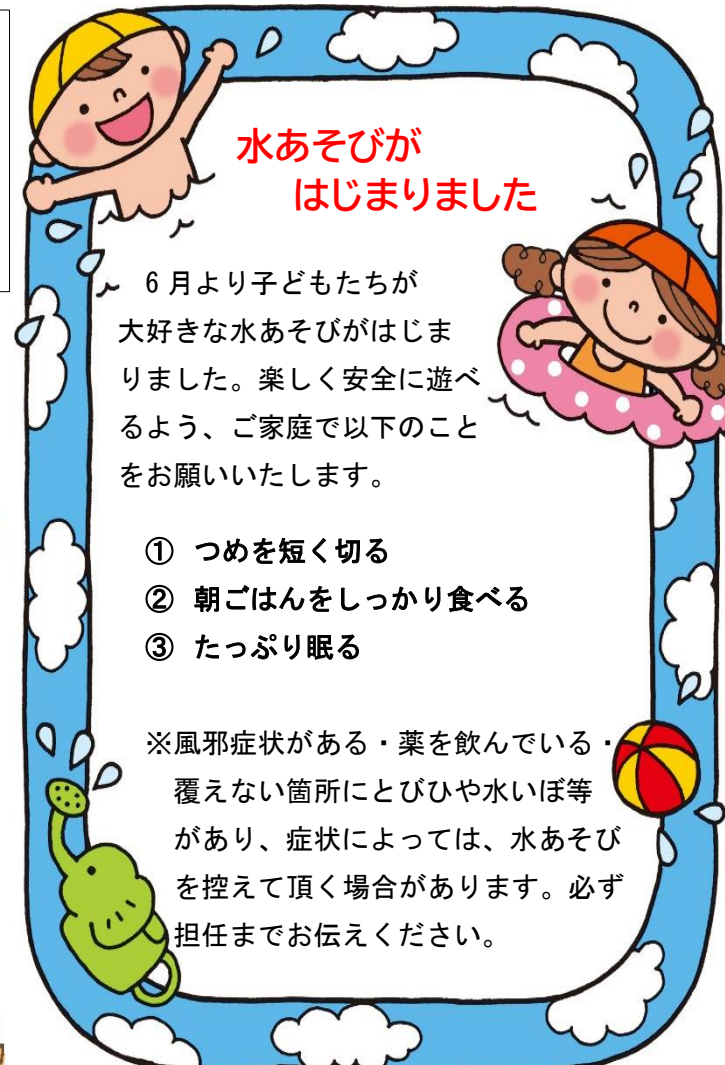 水あそびが
はじまりました
6月より子どもたちが
大好きな水あそびがはじま
りました。楽しく安全に遊べ
るよう、ご家庭で以下のこと
をお願いいたします。
① つめを短く切る
② 朝ごはんをしっかり食べる
③ たっぷり眠る
※風邪症状がある・薬を飲んでいる・
覆えない箇所にとびひや水いぼ等
があり、症状によっては、水あそび
を控えて頂く場合があります。必ず
担任までお伝えください。